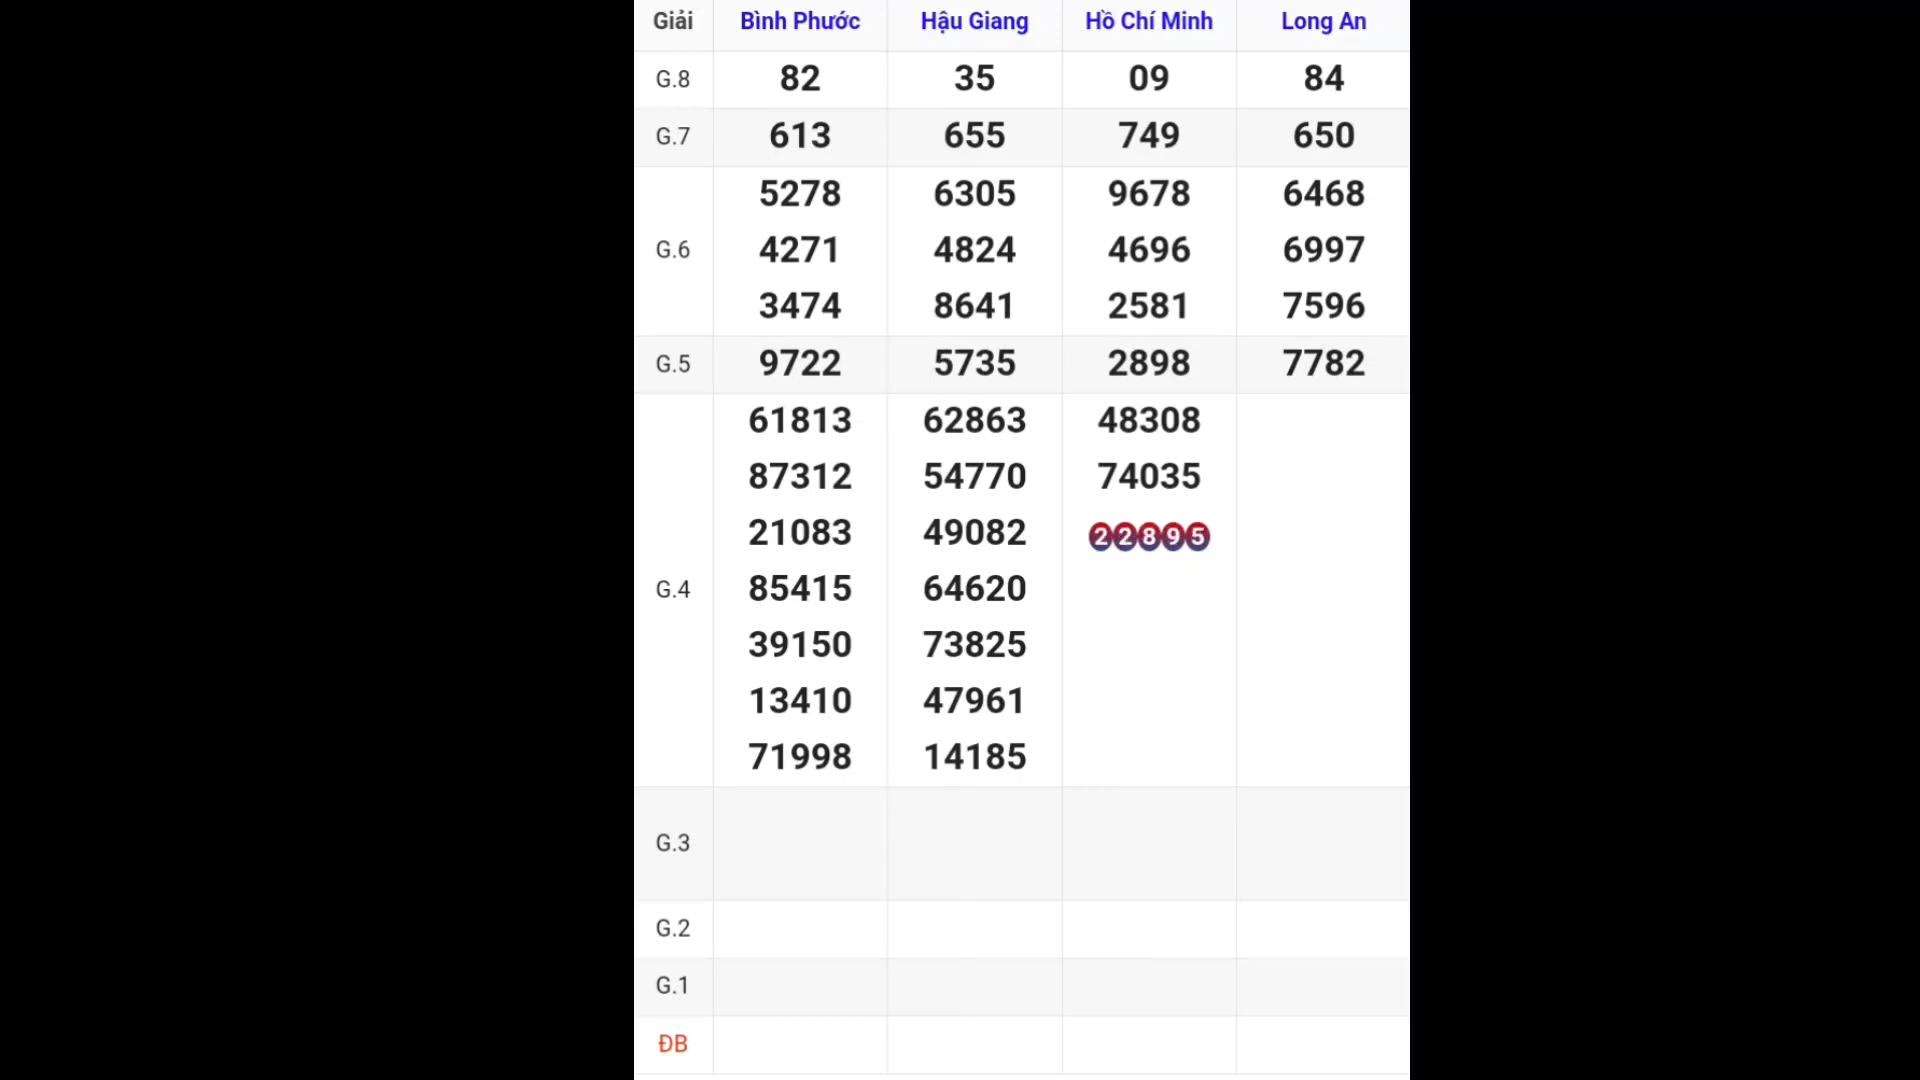 Giải Bình Phước Hậu Giang Hồ Chí Minh Long An
G.8 82 35 09 84
G.7 613 655 749 650
5278 6305 9678 6468
G.6 4271 4824 4696 6997
3474 8641 2581 7596
G.5 9722 5735 2898 7782
61813 62863 48308
87312 54770 74035
21083 49082 22895
G.4 85415 64620
39150 73825
13410 47961
71998 14185
G.3
G.2
G.1
ĐB